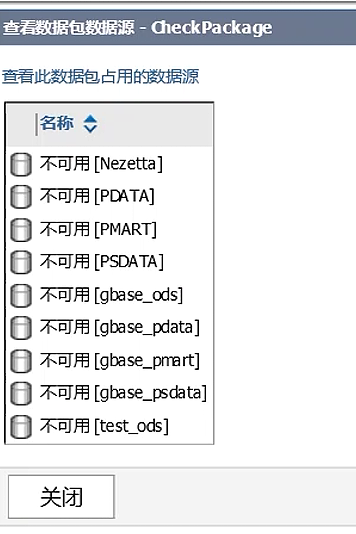 查看数据包数据源 - CheckPackage
查看此数据包占用的数据源
名称
不可用 [Nezetta]
不可用 [PDATA]
不可用 [PMART]
不可用 [PSDATA]
不可用 [gbase_ods]
不可用 [gbase_pdata]
不可用 [gbase_pmart]
不可用 [gbase_psdata]
不可用 [test_ods]
关闭